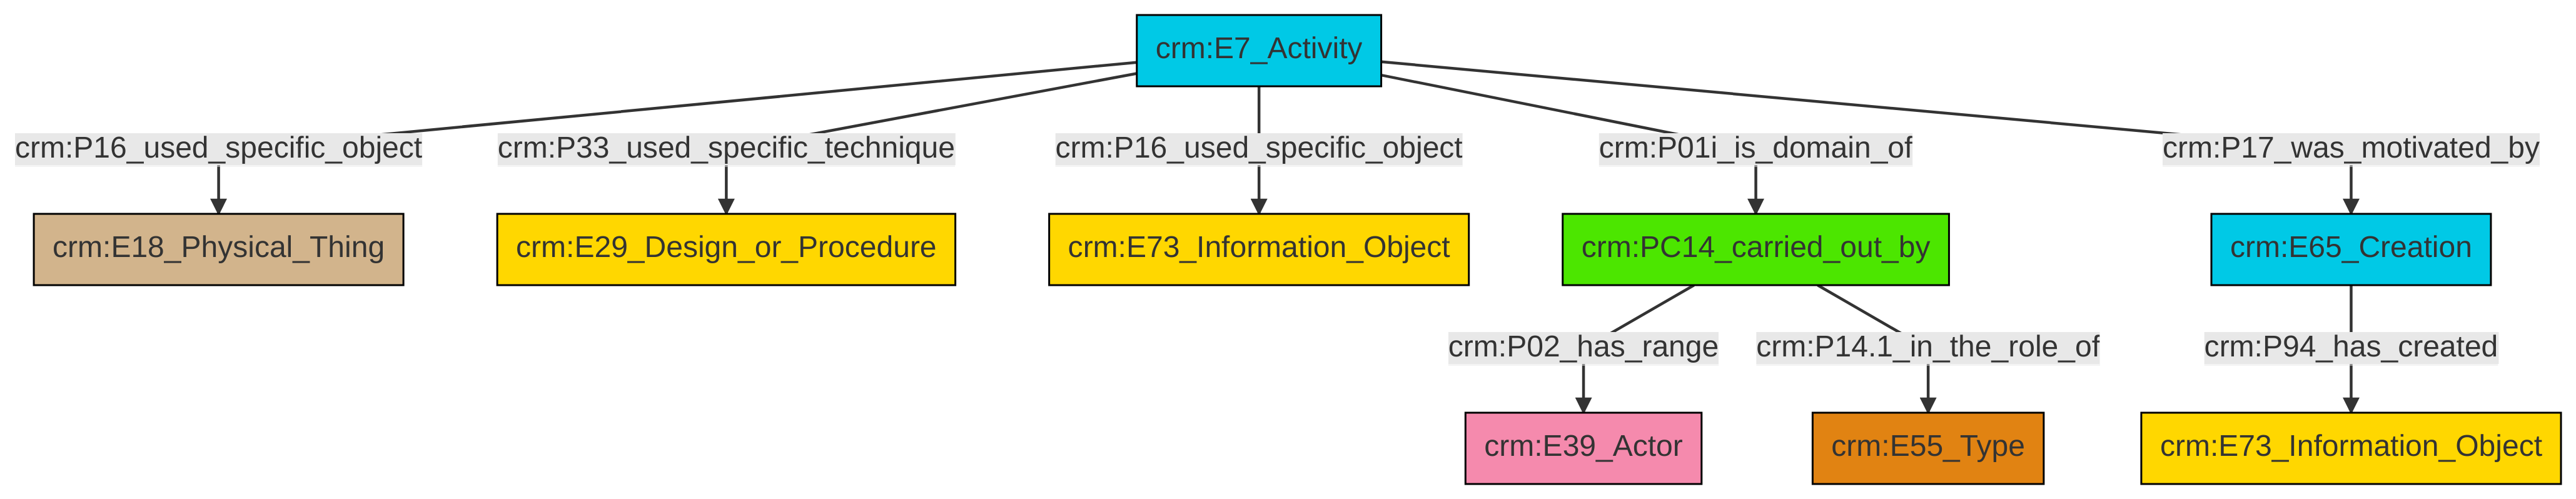 crm:E7_Activity
crm:P16_used_specific_object
crm:P33_used_specific_technique
crm:P16_used_specific_object
crm:P01i_is_domain_of
crm:P17_was_motivated_by
crm:E18_Physical_Thing
crm:E29_Design_or_Procedure
crm:E73_Information_Object
crm:PC14_carried_out_by
crm:E65_Creation
crm:P02_has_range
crm:P14.1_in_the_role_of
crm:P94_has_created
crm:E39_Actor
crm:E55_Type
crm:E73_Information_Object